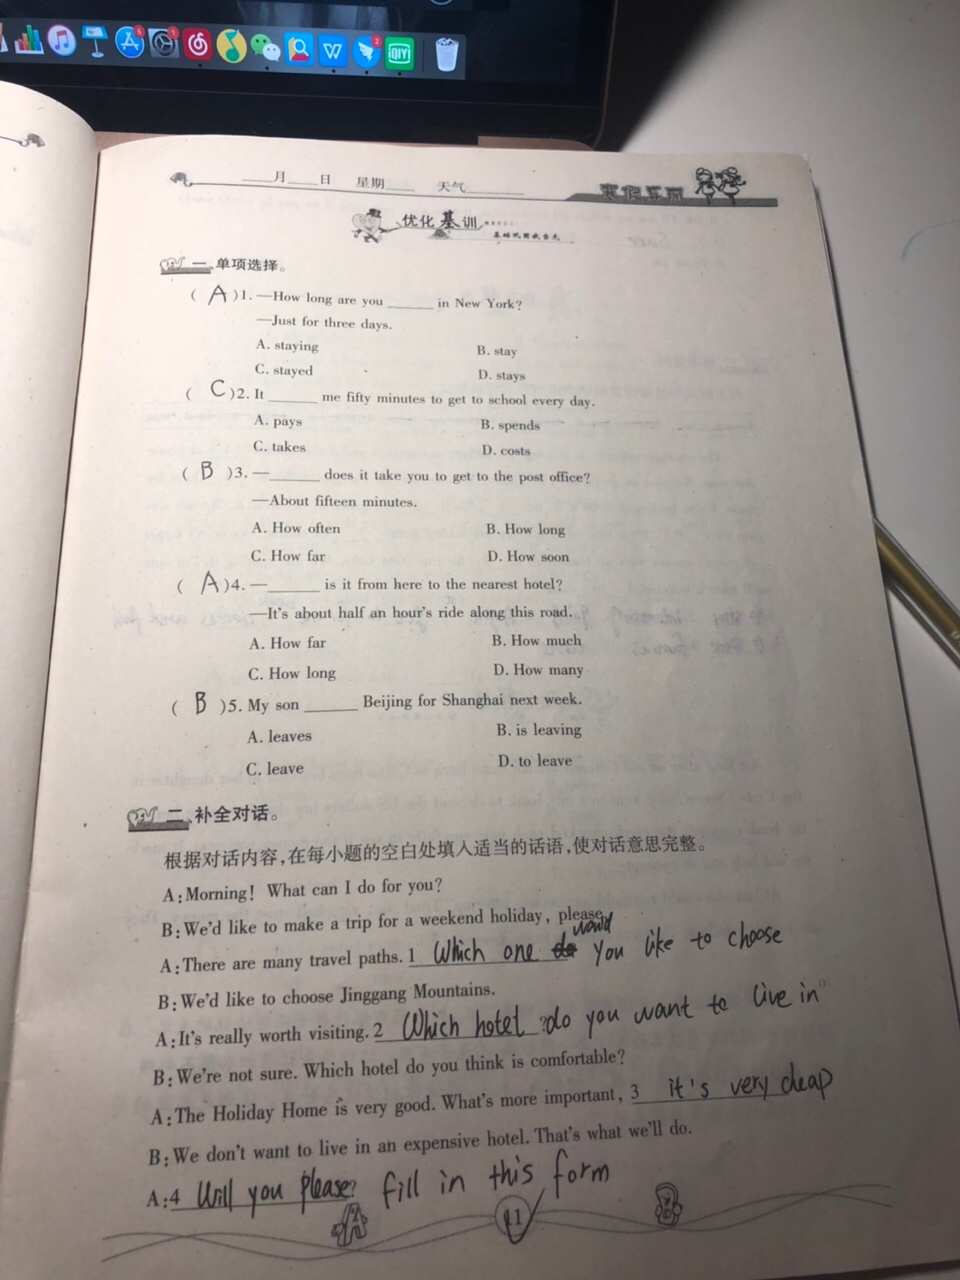 iQIYI
____月____日 星期____ 天气________
寒假乐园
优化基训
一、单项选择。
( A )1. —How long are you ______ in New York?
—Just for three days.
A. staying B. stay
C. stayed D. stays
( C )2. It ______ me fifty minutes to get to school every day.
A. pays B. spends
C. takes D. costs
( B )3. —______ does it take you to get to the post office?
—About fifteen minutes.
A. How often B. How long
C. How far D. How soon
( A )4. —______ is it from here to the nearest hotel?
—It's about half an hour's ride along this road.
A. How far B. How much
C. How long D. How many
( B )5. My son ______ Beijing for Shanghai next week.
A. leaves B. is leaving
C. leave D. to leave
二、补全对话。
根据对话内容,在每小题的空白处填入适当的话语,使对话意思完整。
A:Morning! What can I do for you?
B:We'd like to make a trip for a weekend holiday, please.
A:There are many travel paths. 1 Which one would you like to choose
B:We'd like to choose Jinggang Mountains.
A:It's really worth visiting. 2 Which hotel do you want to live in ?
B:We're not sure. Which hotel do you think is comfortable?
A:The Holiday Home is very good. What's more important, 3 it's very cheap
B:We don't want to live in an expensive hotel. That's what we'll do.
A:4 Will you please fill in this form ?